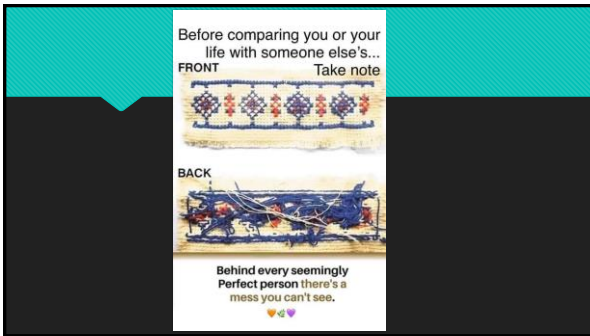 Before comparing you or your
life with someone else's...
FRONT
Take note
BACK
Behind every seemingly
Perfect person there's a
mess you can't see.
🧡🌿💜